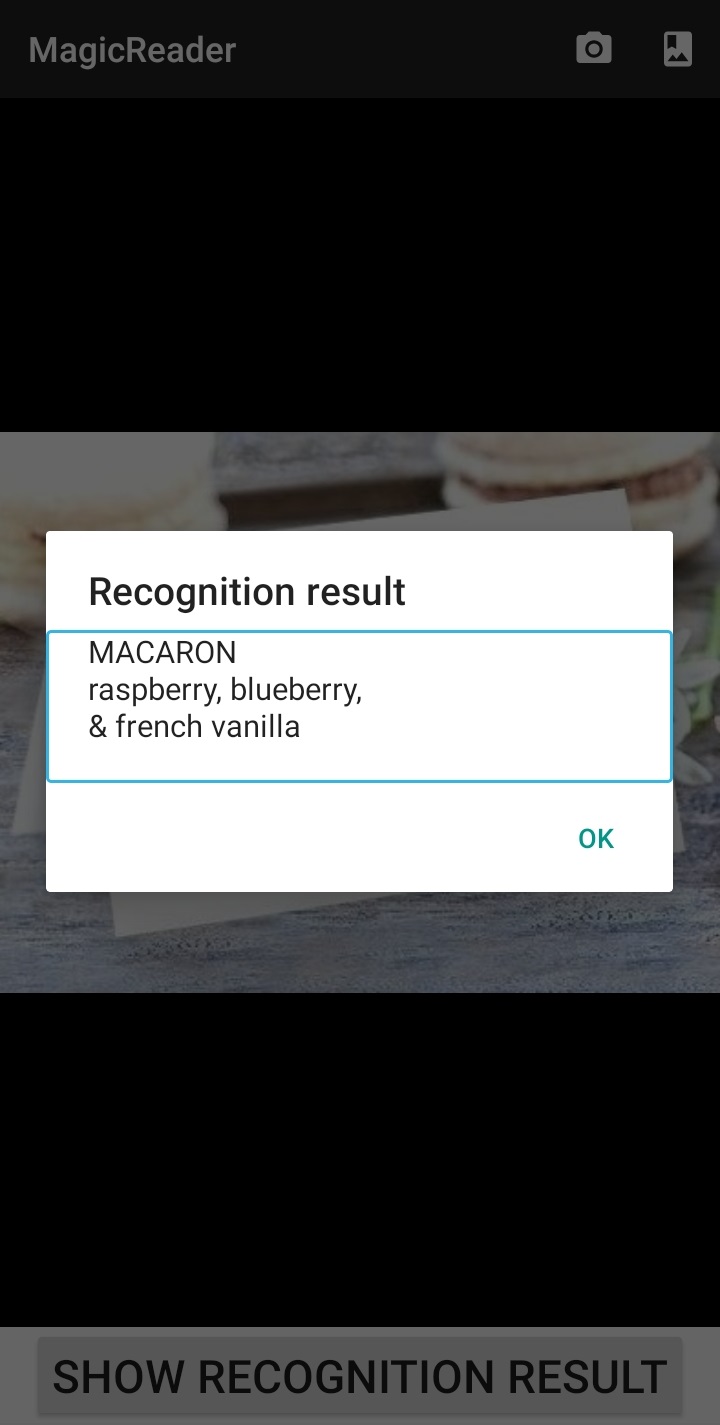 MagicReader
Recognition result
MACARON
raspberry, blueberry,
& french vanilla
OK
SHOW RECOGNITION RESULT